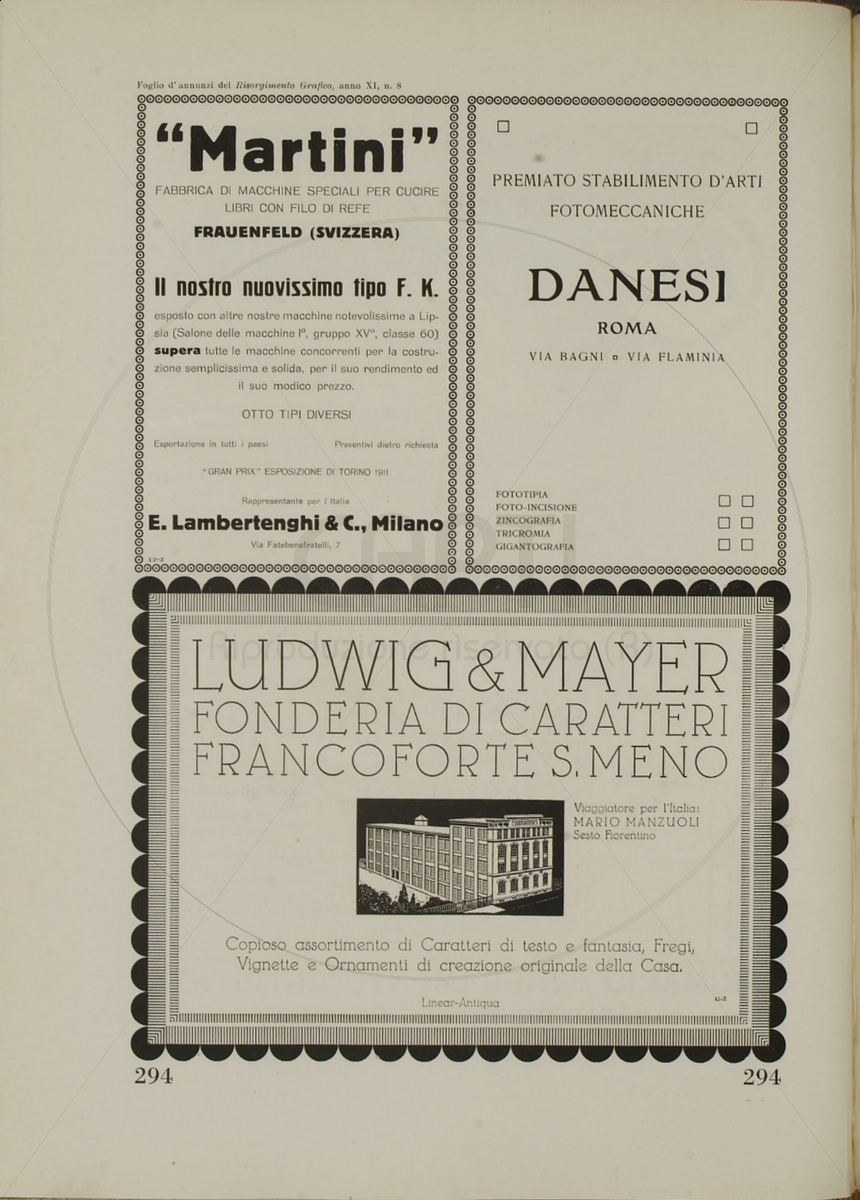 Foglio d'annunzi del Risorgimento Grafico, anno XI, n. 8
“Martini”
FABBRICA DI MACCHINE SPECIALI PER CUCIRE
LIBRI CON FILO DI REFE
FRAUENFELD (SVIZZERA)
Il nostro nuovissimo tipo F. K.
esposto con altre nostre macchine notevolissime a Lip-
sia (Salone delle macchine Iº, gruppo XVº, classe 60)
supera tutte le macchine concorrenti per la costru-
zione semplicissima e solida, per il suo rendimento ed
il suo modico prezzo.
OTTO TIPI DIVERSI
Esportazione in tutti i paesi Preventivi dietro richiesta
“GRAN PRIX” ESPOSIZIONE DI TORINO 1911
Rappresentante per l'Italia
E. Lambertenghi & C., Milano
Via Fatebenefratelli, 7
12-2
PREMIATO STABILIMENTO D'ARTI
FOTOMECCANICHE
DANESI
ROMA
VIA BAGNI VIA FLAMINIA
FOTOTIPIA
FOTO-INCISIONE
ZINCOGRAFIA
TRICROMIA
GIGANTOGRAFIA
LUDWIG & MAYER
FONDERIA DI CARATTERI
FRANCOFORTE S. MENO
Viaggiatore per l'Italia:
MARIO MANZUOLI
Sesto Fiorentino
Copioso assortimento di Caratteri di testo e fantasia, Fregi,
Vignette e Ornamenti di creazione originale della Casa.
Linear-Antiqua
294 294